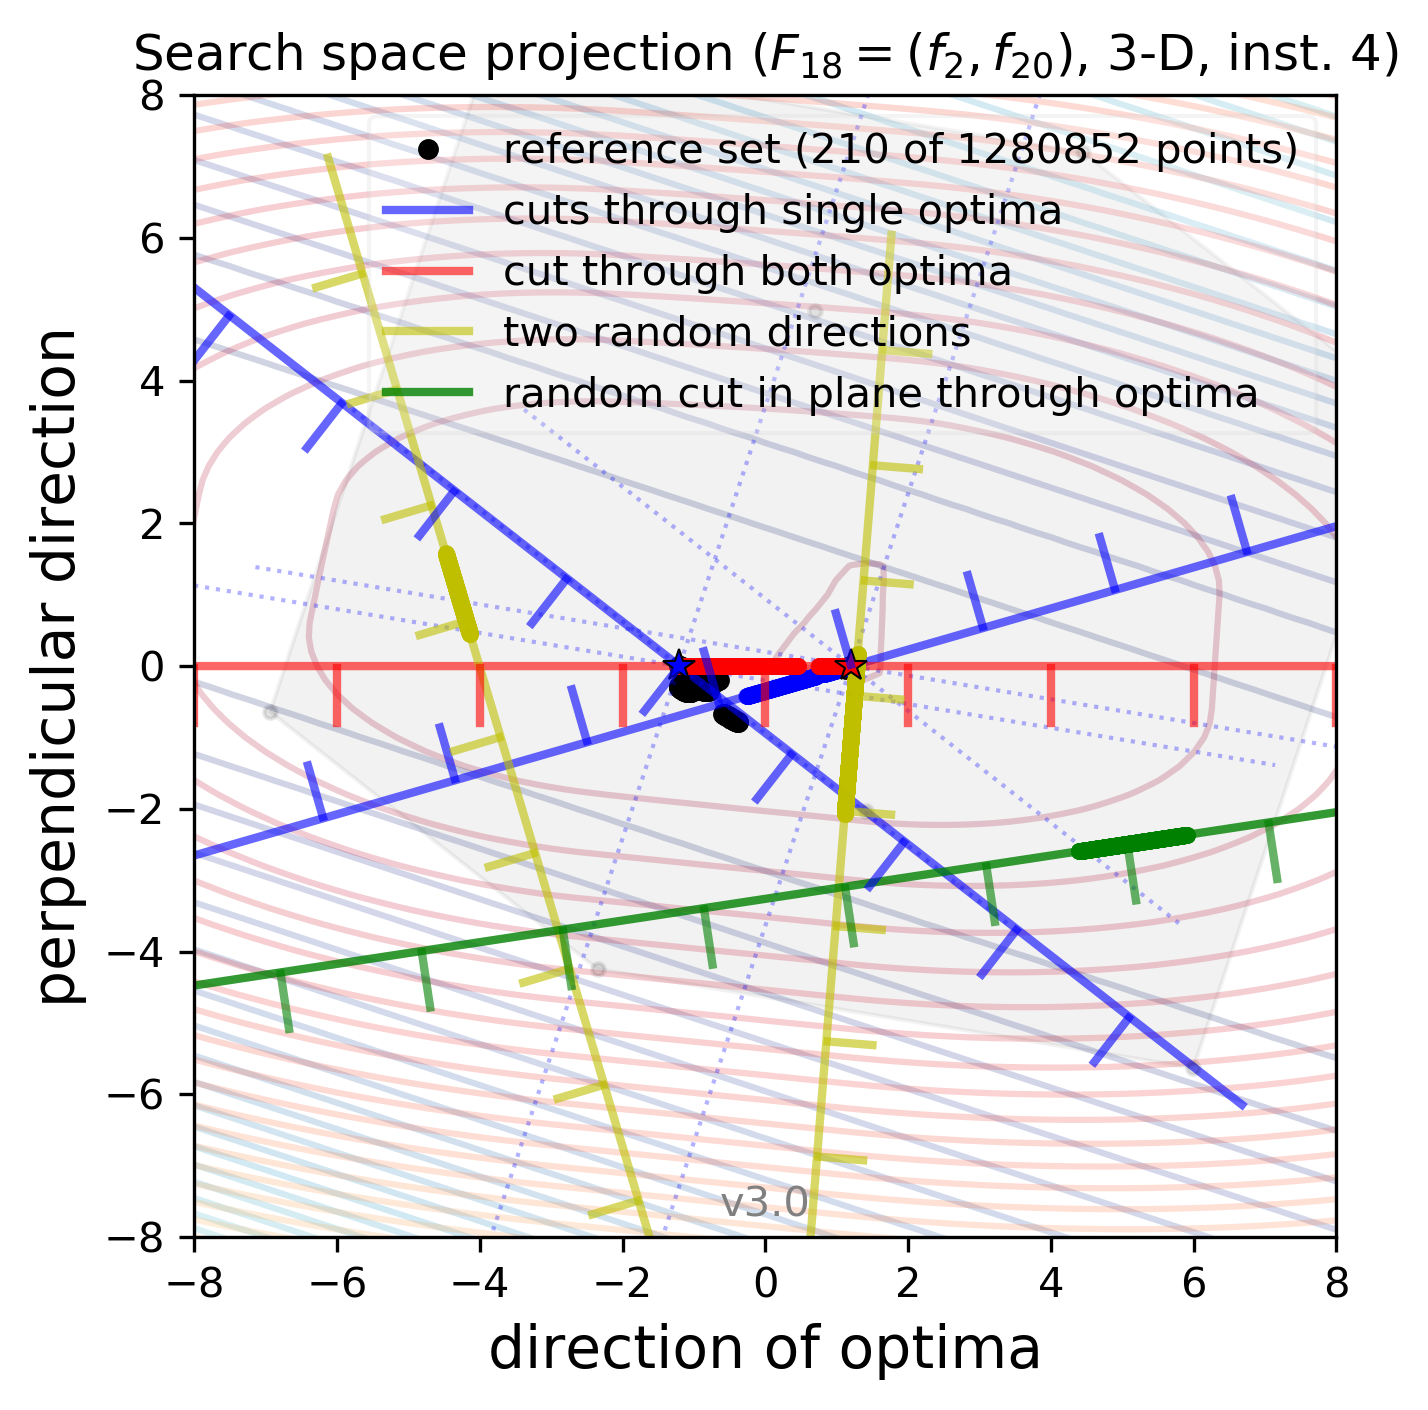 Search space projection (F₁₈ = (f₂, f₂₀), 3-D, inst. 4)
reference set (210 of 1280852 points)
cuts through single optima
cut through both optima
two random directions
random cut in plane through optima
8
6
4
2
0
−2
−4
−6
−8
perpendicular direction
v3.0
−8 −6 −4 −2 0 2 4 6 8
direction of optima